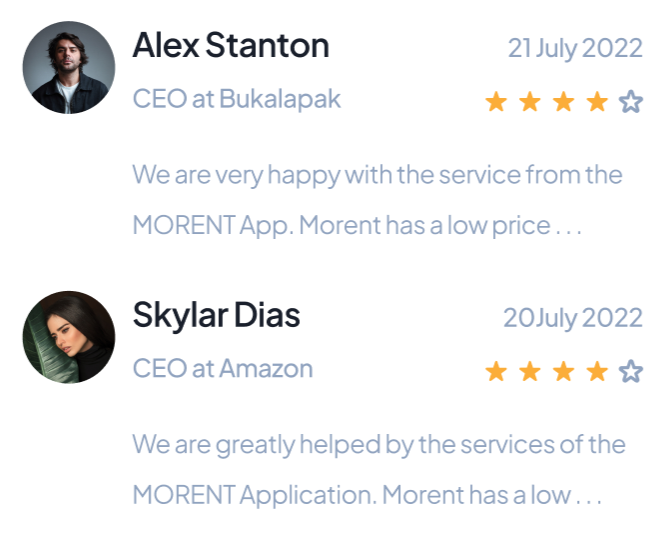 Alex Stanton
21 July 2022
CEO at Bukalapak
We are very happy with the service from the
MORENT App. Morent has a low price . . .
Skylar Dias
20July 2022
CEO at Amazon
We are greatly helped by the services of the
MORENT Application. Morent has a low . . .